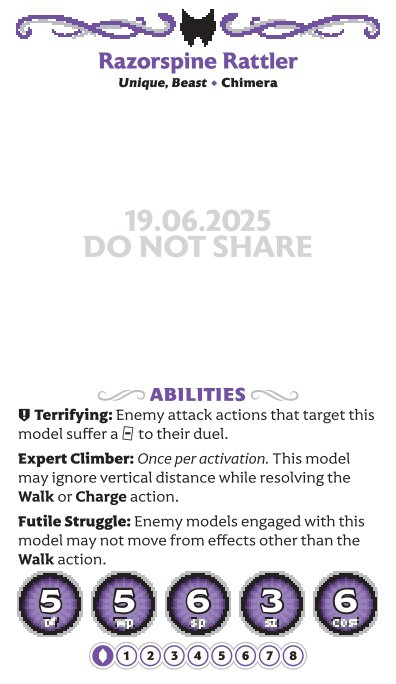 Razorspine Rattler
Unique, Beast • Chimera
19.06.2025
DO NOT SHARE
ABILITIES
Terrifying: Enemy attack actions that target this
model suffer a to their duel.
Expert Climber: Once per activation. This model
may ignore vertical distance while resolving the
Walk or Charge action.
Futile Struggle: Enemy models engaged with this
model may not move from effects other than the
Walk action.
5 5 6 3 6
Df Wp Sp Sz Cost
1 2 3 4 5 6 7 8